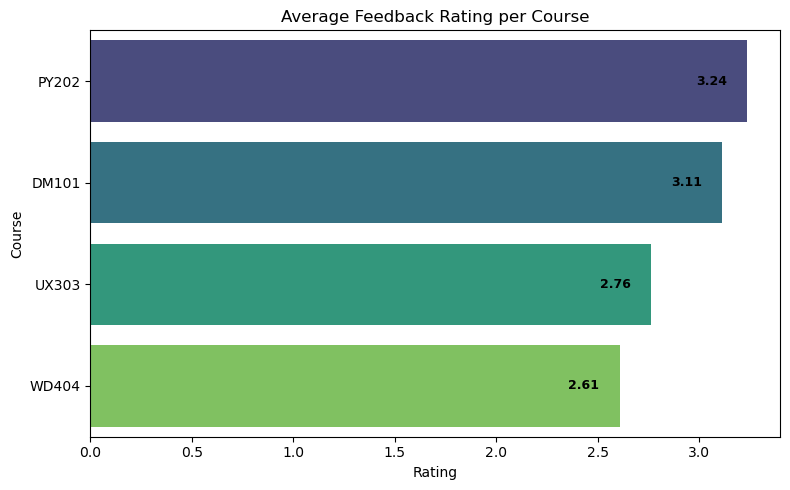 Average Feedback Rating per Course
PY202
3.24
DM101
3.11
Course
UX303
2.76
WD404
2.61
0.0 0.5 1.0 1.5 2.0 2.5 3.0
Rating